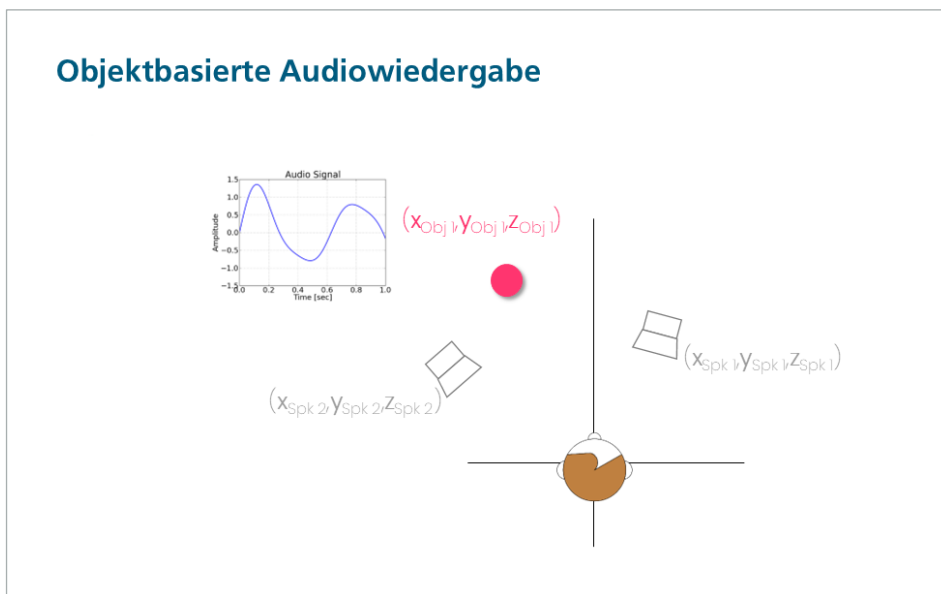 Objektbasierte Audiowiedergabe
Audio Signal
1.5
1.0
0.5
0.0
−0.5
−1.0
−1.5
Amplitude
0.0 0.2 0.4 0.6 0.8 1.0
Time [sec]
(xObj 1,yObj 1,zObj 1)
(xSpk 1,ySpk 1,zSpk 1)
(xSpk 2,ySpk 2,zSpk 2)